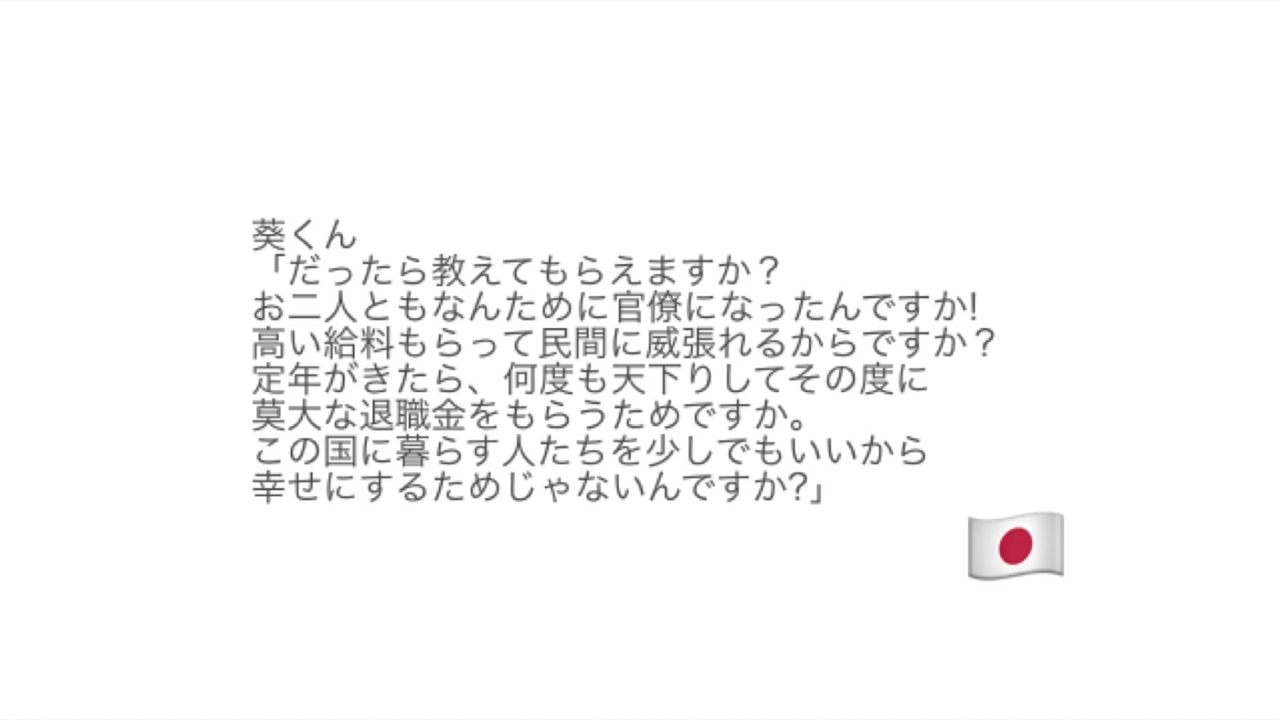 葵くん
「だったら教えてもらえますか？
お二人ともなんために官僚になったんですか!
高い給料もらって民間に威張れるからですか？
定年がきたら、何度も天下りしてその度に
莫大な退職金をもらうためですか。
この国に暮らす人たちを少しでもいいから
幸せにするためじゃないんですか?」